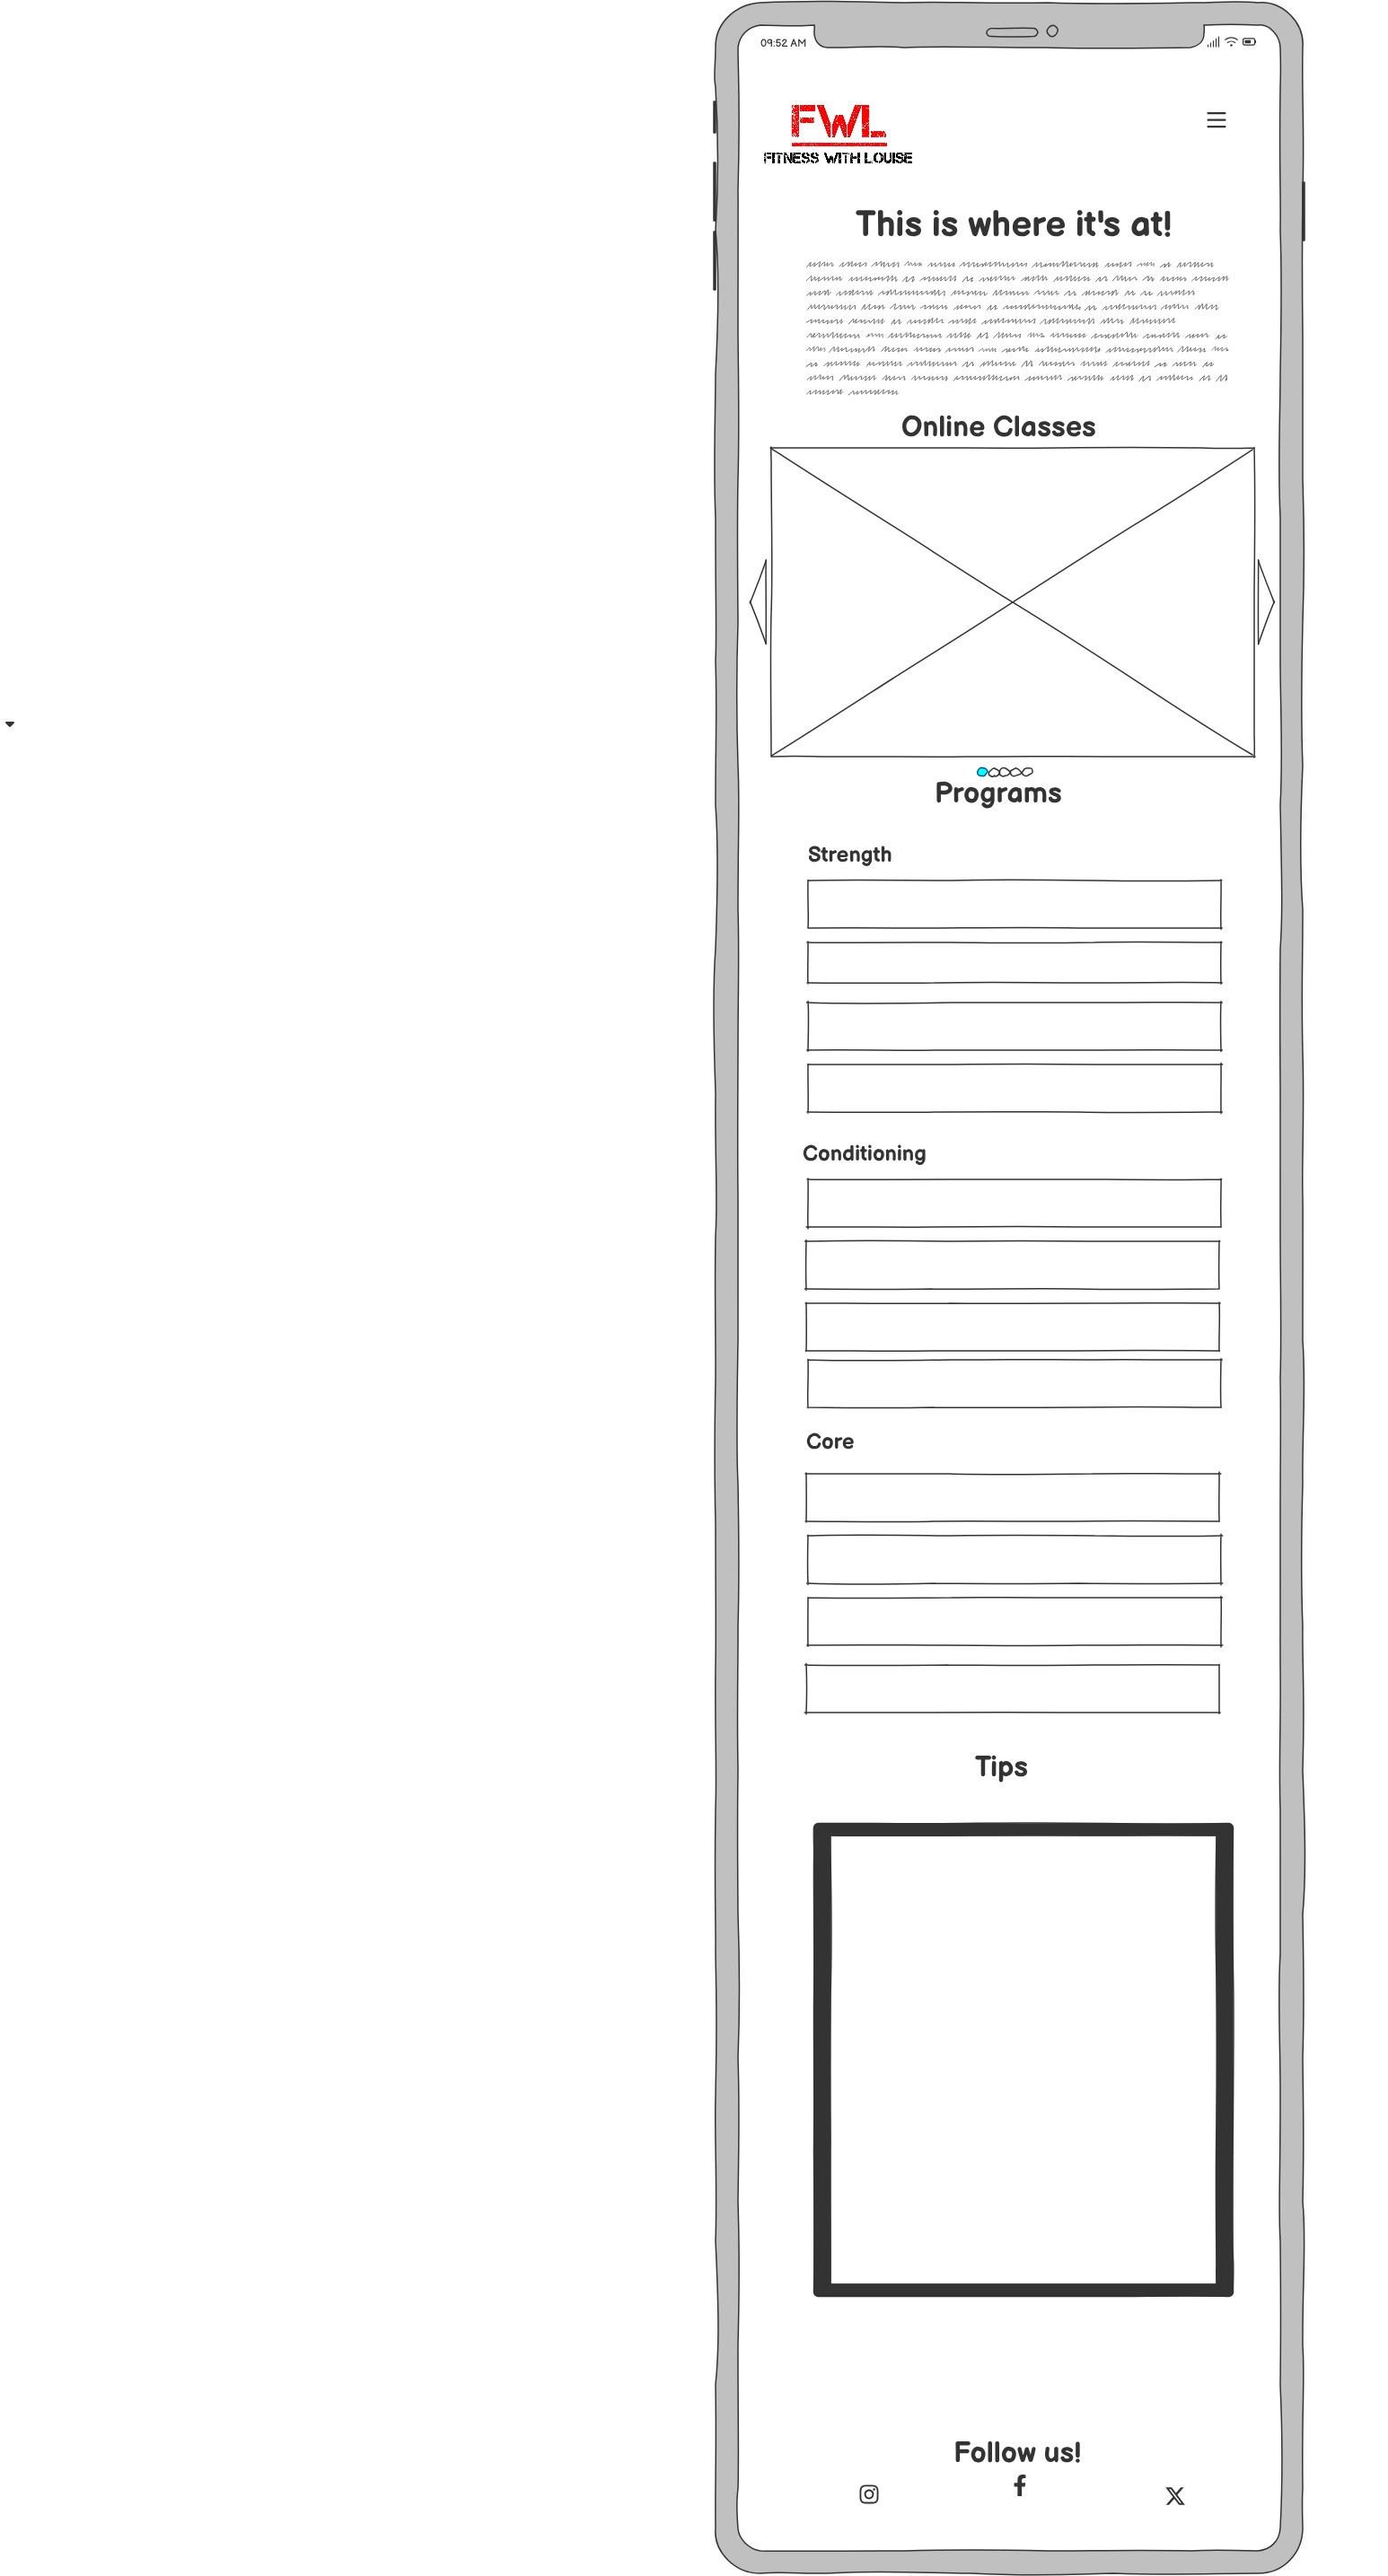 09:52 AM
FWL
FITNESS WITH LOUISE
This is where it's at!
Online Classes
Programs
Strength
Conditioning
Core
Tips
Follow us!